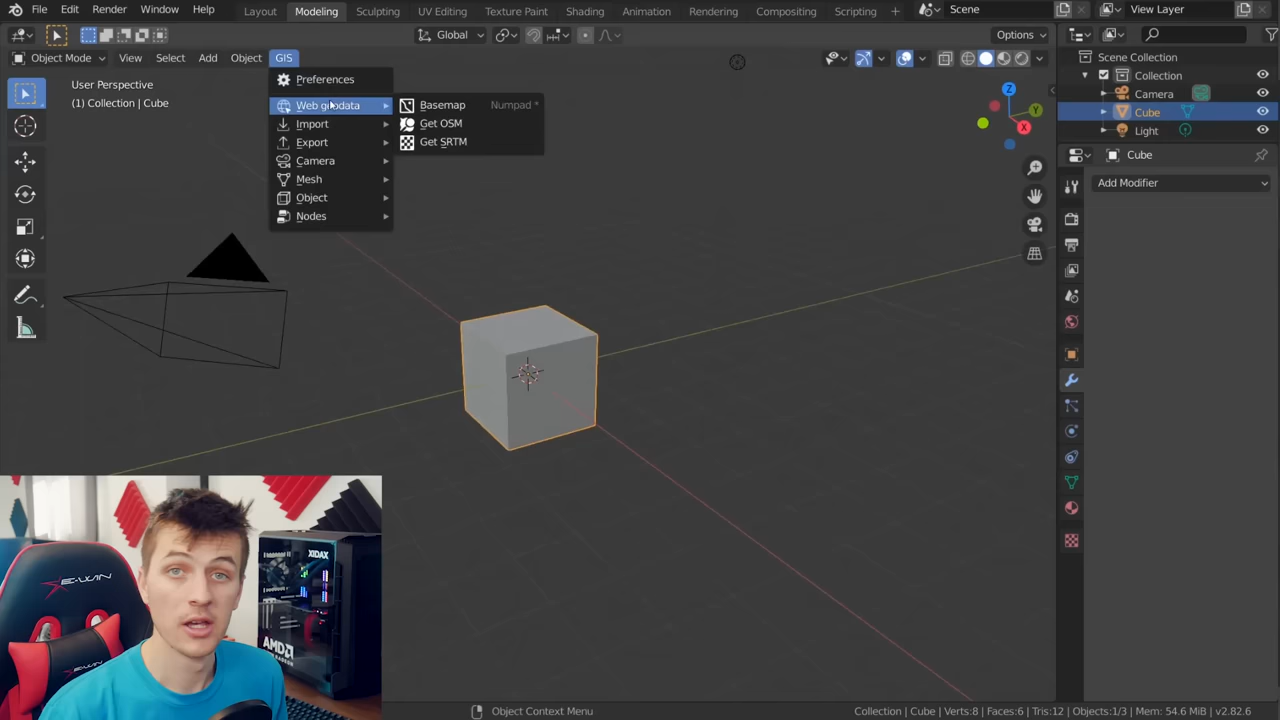 File Edit Render Window Help Layout Modeling Sculpting UV Editing Texture Paint Shading Animation Rendering Compositing Scripting + Scene View Layer
Global Options
Object Mode View Select Add Object GIS
User Perspective
(1) Collection | Cube
Preferences
Web geodata
Import
Export
Camera
Mesh
Object
Nodes
Basemap Numpad *
Get OSM
Get SRTM
Z
Y
X
Scene Collection
Collection
Camera
Cube
Light
Cube
Add Modifier
E-WIN
XIDAX
AMD
Object Context Menu
Collection | Cube | Verts:8 | Faces:6 | Tris:12 | Objects:1/3 | Mem: 54.6 MiB | v2.82.6